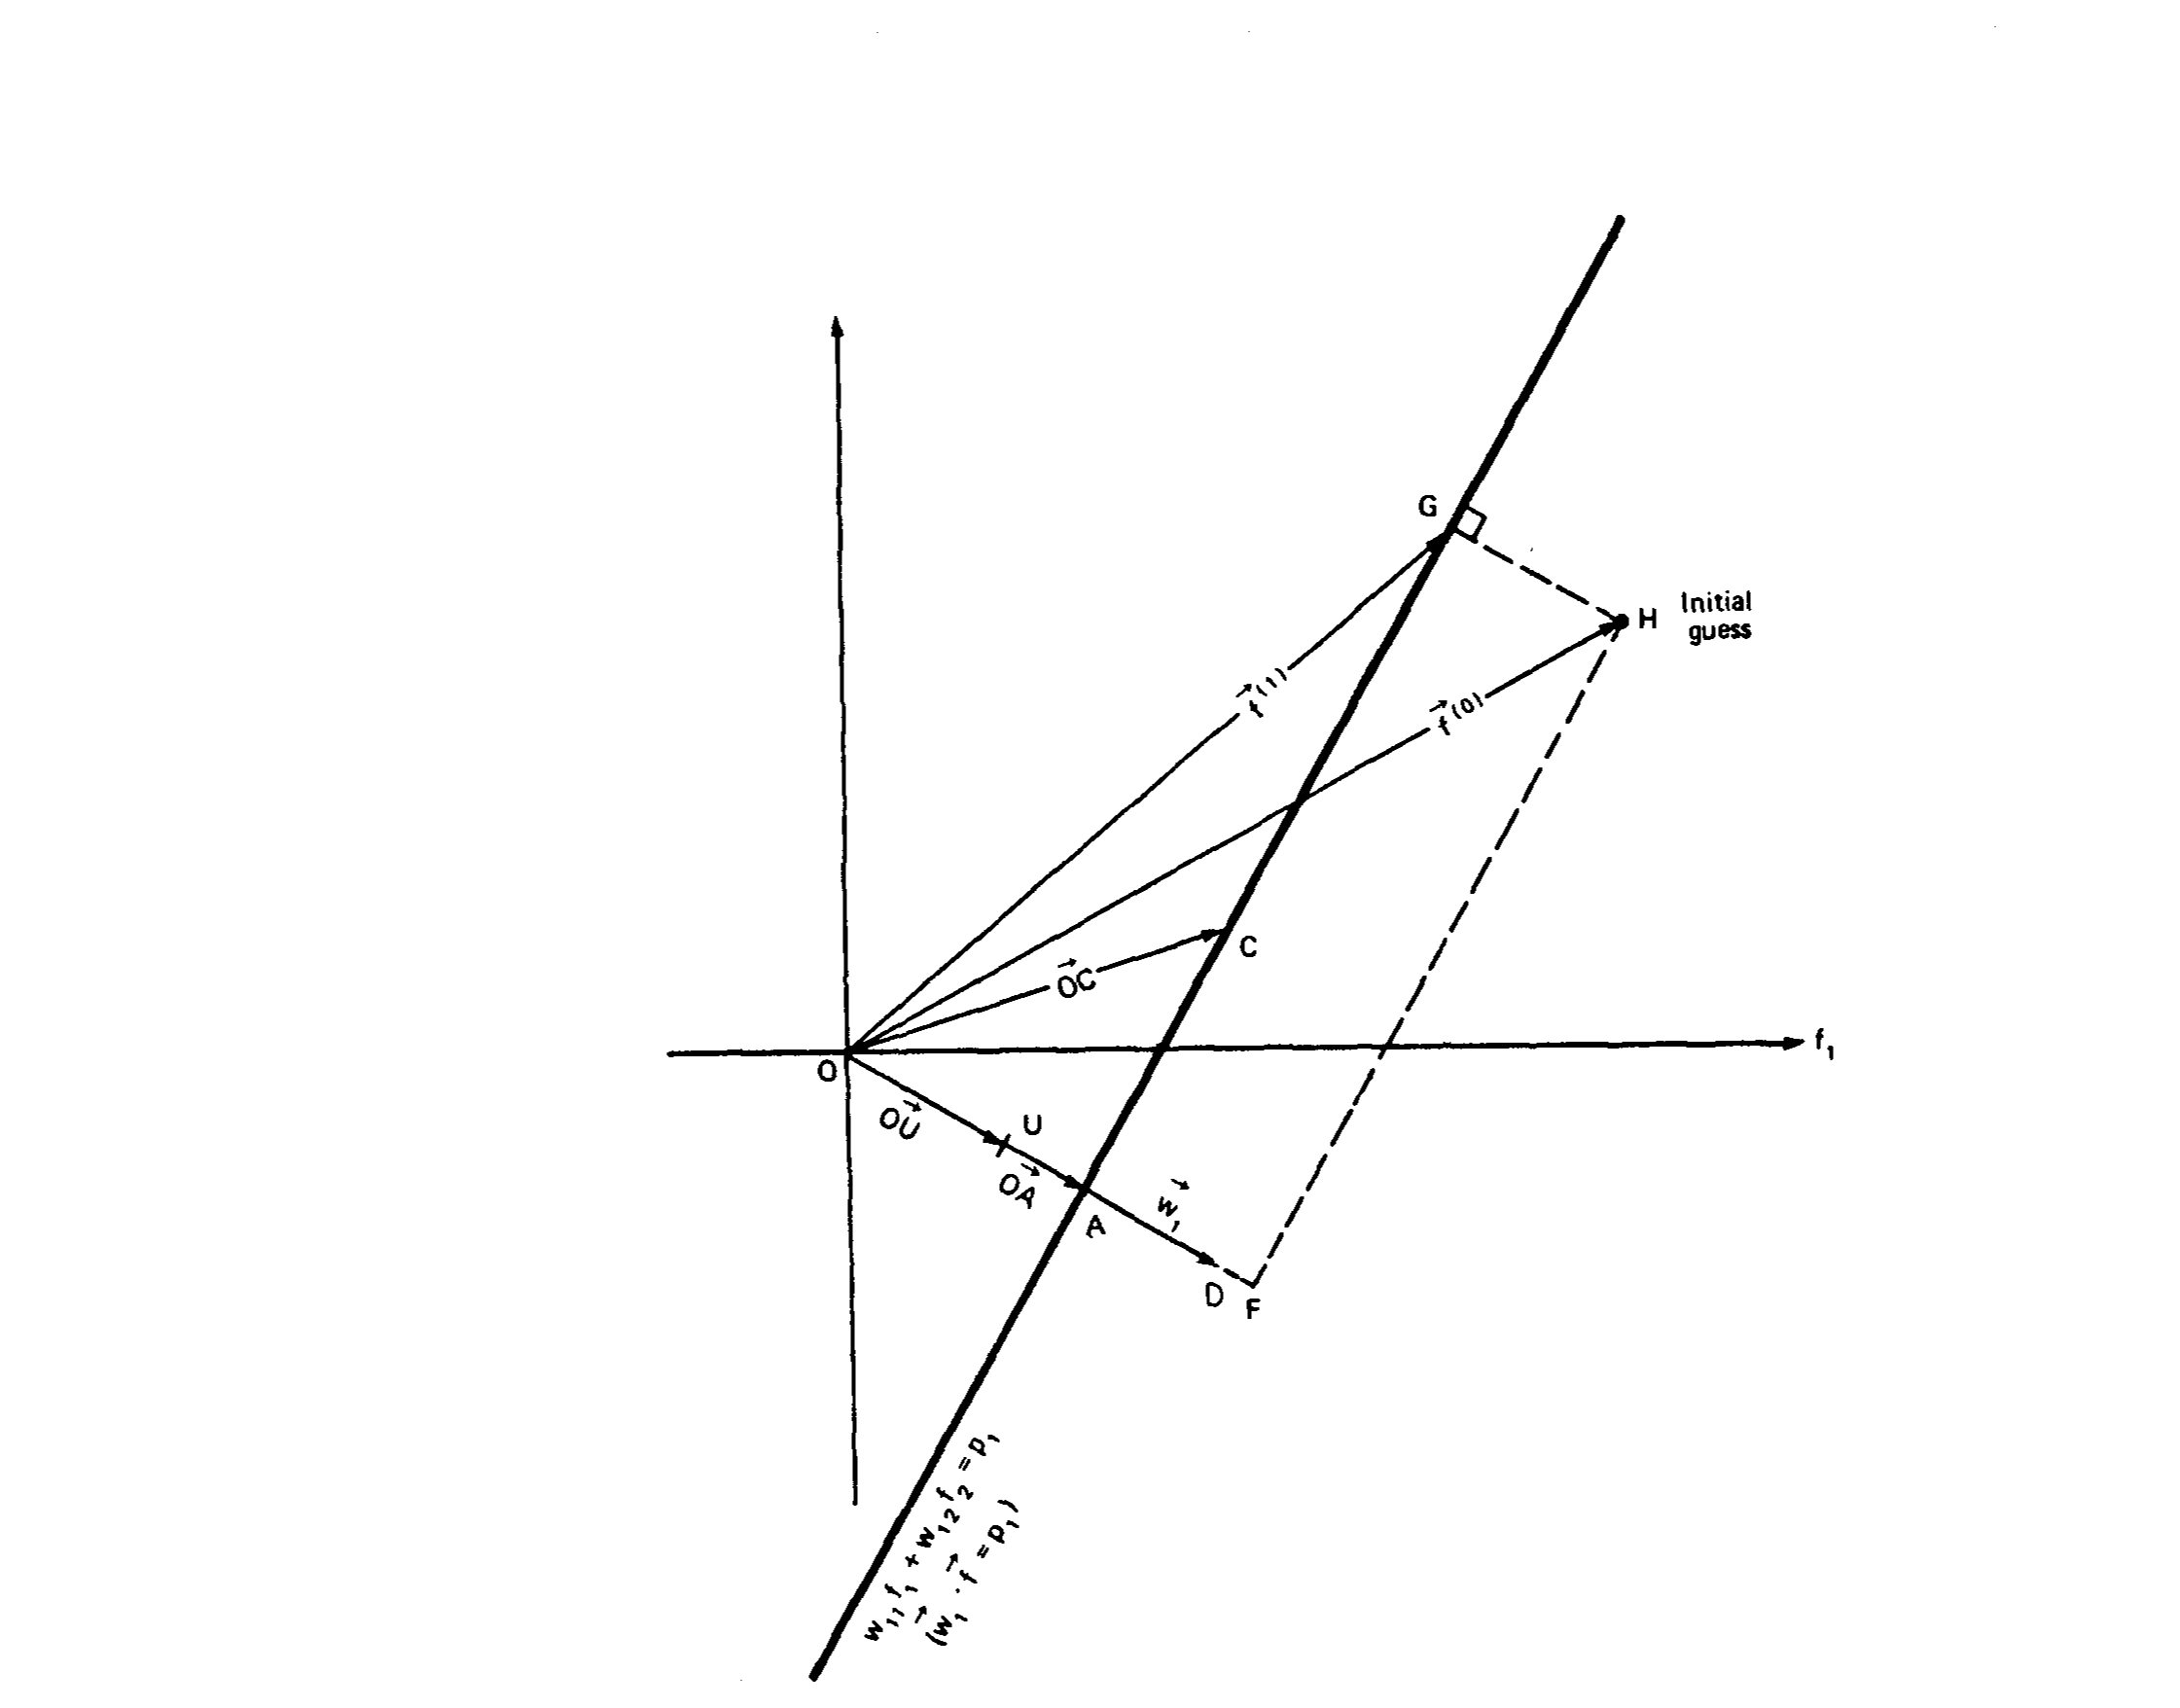 G
H
Initial
guess
f⃗⁽¹⁾
f⃗⁽⁰⁾
C
O⃗C
f₁
O
O⃗U
U
O⃗A
w⃗₁
A
D
F
w₁₁f₁ + w₁₂f₂ = p₁
(w⃗₁ · f⃗ = p₁)